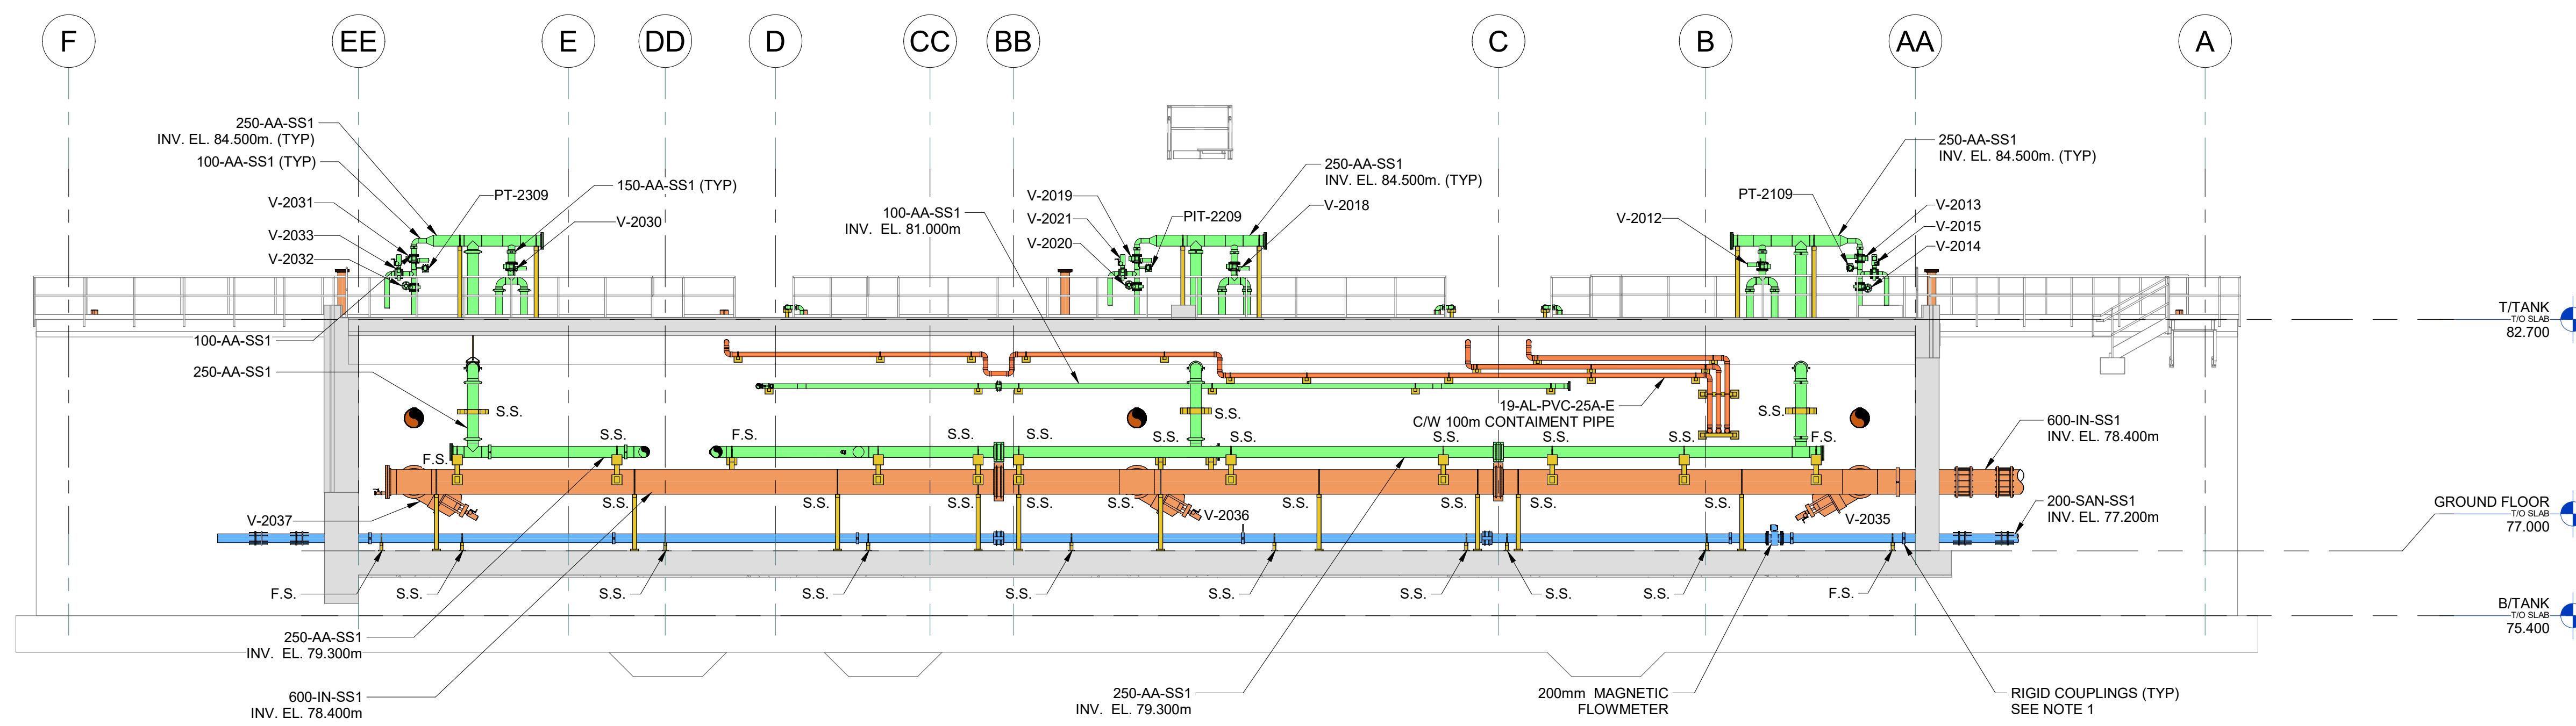 F
EE
E
DD
D
CC
BB
C
B
AA
A
250-AA-SS1
INV. EL. 84.500m. (TYP)
100-AA-SS1 (TYP)
V-2031
V-2033
V-2032
PT-2309
150-AA-SS1 (TYP)
V-2030
100-AA-SS1
INV. EL. 81.000m
V-2019
V-2021
V-2020
PIT-2209
250-AA-SS1
INV. EL. 84.500m. (TYP)
V-2018
V-2012
PT-2109
250-AA-SS1
INV. EL. 84.500m. (TYP)
V-2013
V-2015
V-2014
T/TANK
T/O SLAB
82.700
100-AA-SS1
250-AA-SS1
S.S.
S.S.
S.S.
19-AL-PVC-25A-E
C/W 100m CONTAIMENT PIPE
600-IN-SS1
INV. EL. 78.400m
F.S.
S.S.
F.S.
S.S.
S.S.
S.S.
S.S.
S.S.
S.S.
S.S.
F.S.
S.S.
S.S.
S.S.
S.S.
S.S.
S.S.
S.S.
S.S.
S.S.
V-2037
V-2036
V-2035
200-SAN-SS1
INV. EL. 77.200m
GROUND FLOOR
T/O SLAB
77.000
F.S.
S.S.
S.S.
S.S.
S.S.
S.S.
S.S.
S.S.
S.S.
F.S.
B/TANK
T/O SLAB
75.400
250-AA-SS1
INV. EL. 79.300m
600-IN-SS1
INV. EL. 78.400m
250-AA-SS1
INV. EL. 79.300m
200mm MAGNETIC
FLOWMETER
RIGID COUPLINGS (TYP)
SEE NOTE 1